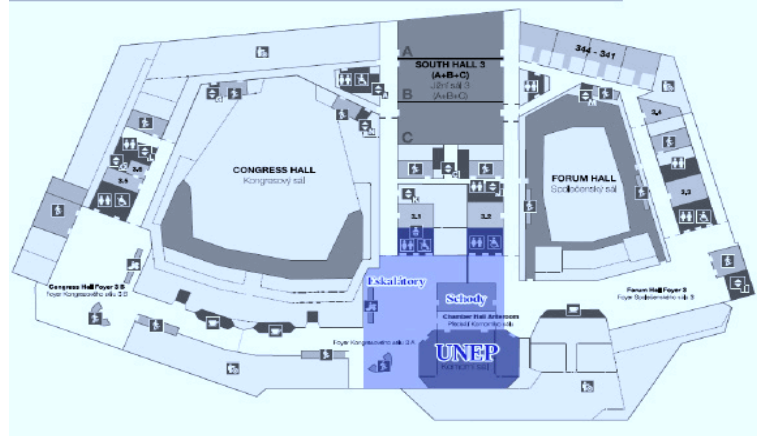 344 - 341
A
SOUTH HALL 3
(A+B+C)
Jižní sál 3
(A+B+C)
B
C
3.4
CONGRESS HALL
Kongresový sál
FORUM HALL
Společenský sál
3.3
3.1
3.2
Eskalátory
Congress Hall Foyer 3 B
Foyer Kongresového sálu 3 B
Forum Hall Foyer 3
Foyer Společenského sálu 3
Schody
Chamber Hall Anteroom
Předsálí Komorního sálu
Foyer Kongresového sálu 3 A
UNEP
Komorní sál